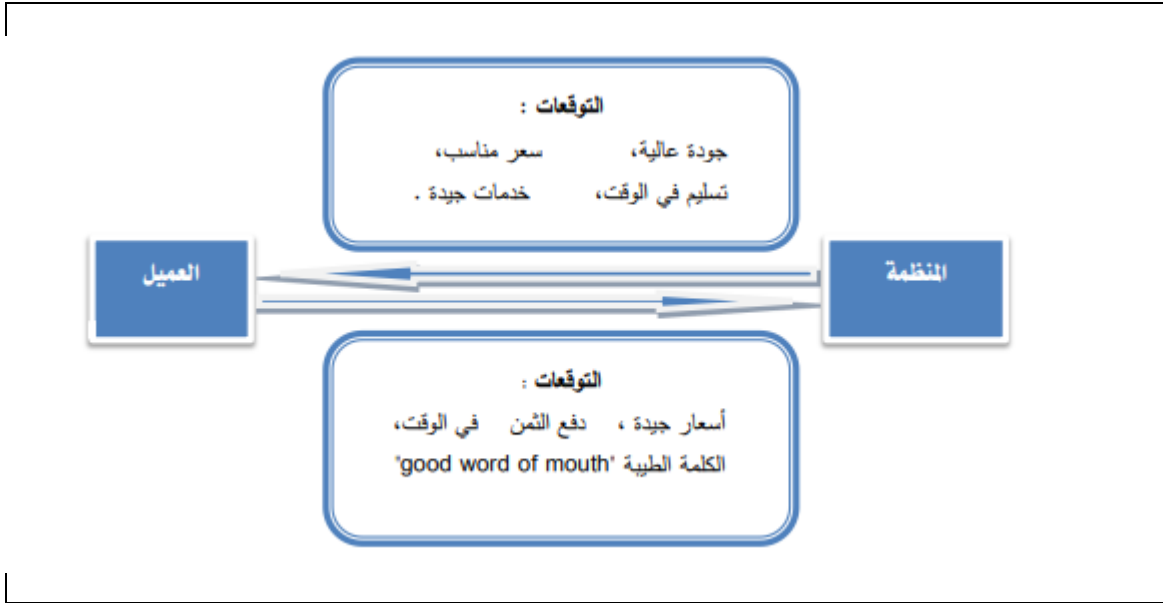 التوقعات :
جودة عالية، سعر مناسب،
تسليم في الوقت، خدمات جيدة .
المنظمة
العميل
التوقعات :
أسعار جيدة ، دفع الثمن في الوقت،
الكلمة الطيبة "good word of mouth"